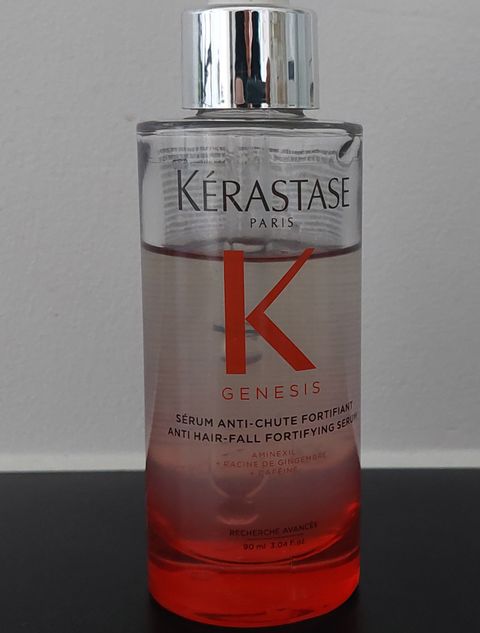 KÉRASTASE
PARIS
K
GENESIS
SÉRUM ANTI-CHUTE FORTIFIANT
ANTI HAIR-FALL FORTIFYING SERUM
AMINEXIL
+ RACINE DE GINGEMBRE
+ CAFÉINE
RECHERCHE AVANCÉE
90 ml 3.04 fl.oz.